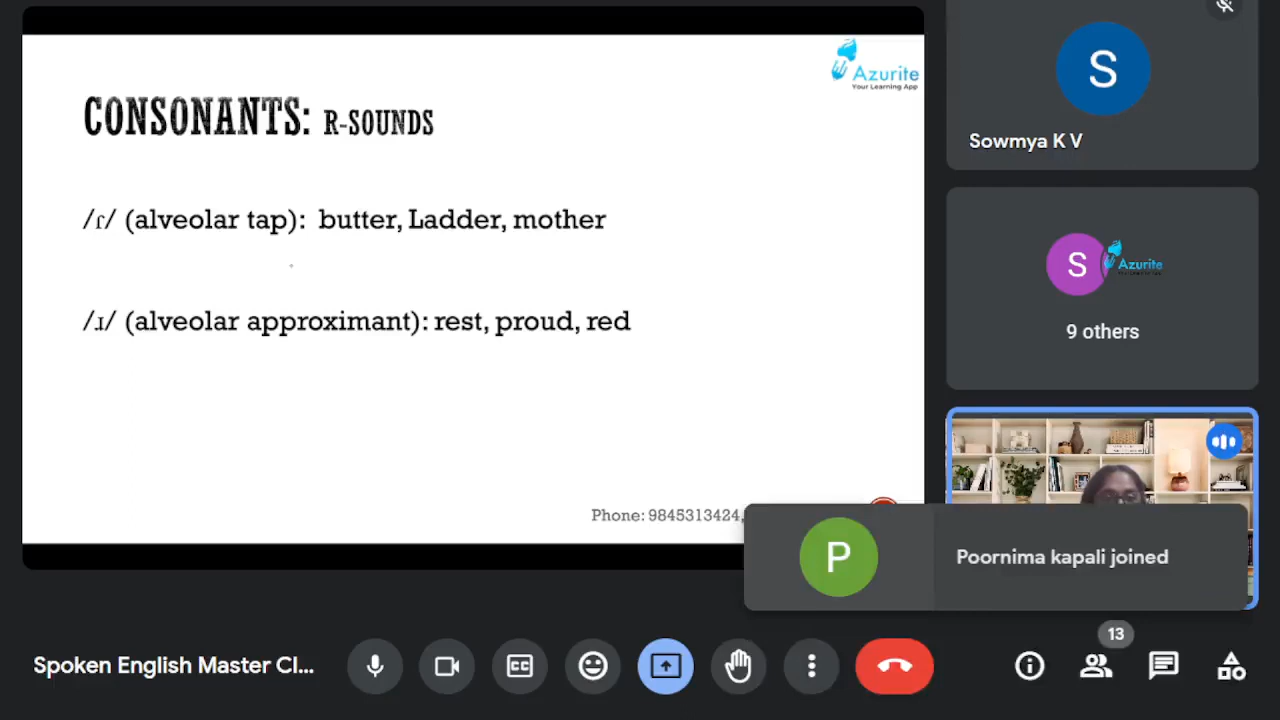 Azurite
Your Learning App
CONSONANTS: R-SOUNDS
/ɾ/ (alveolar tap): butter, Ladder, mother
/ɹ/ (alveolar approximant): rest, proud, red
Phone: 9845313424,
S
Sowmya K V
S
Azurite
9 others
P
Poornima kapali joined
Spoken English Master Cl...
CC
13